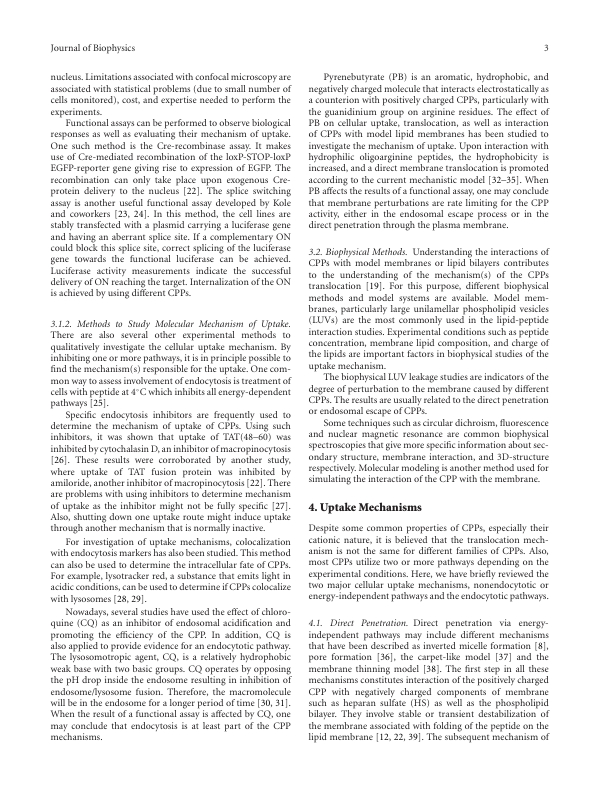 Journal of Biophysics
3
nucleus. Limitations associated with confocal microscopy are
associated with statistical problems (due to small number of
cells monitored), cost, and expertise needed to perform the
experiments.
Functional assays can be performed to observe biological
responses as well as evaluating their mechanism of uptake.
One such method is the Cre-recombinase assay. It makes
use of Cre-mediated recombination of the loxP-STOP-loxP
EGFP-reporter gene giving rise to expression of EGFP. The
recombination can only take place upon exogenous Cre-
protein delivery to the nucleus [22]. The splice switching
assay is another useful functional assay developed by Kole
and coworkers [23, 24]. In this method, the cell lines are
stably transfected with a plasmid carrying a luciferase gene
and having an aberrant splice site. If a complementary ON
could block this splice site, correct splicing of the luciferase
gene towards the functional luciferase can be achieved.
Luciferase activity measurements indicate the successful
delivery of ON reaching the target. Internalization of the ON
is achieved by using different CPPs.
3.1.2. Methods to Study Molecular Mechanism of Uptake.
There are also several other experimental methods to
qualitatively investigate the cellular uptake mechanism. By
inhibiting one or more pathways, it is in principle possible to
find the mechanism(s) responsible for the uptake. One com-
mon way to assess involvement of endocytosis is treatment of
cells with peptide at 4°C which inhibits all energy-dependent
pathways [25].
Specific endocytosis inhibitors are frequently used to
determine the mechanism of uptake of CPPs. Using such
inhibitors, it was shown that uptake of TAT(48–60) was
inhibited by cytochalasin D, an inhibitor of macropinocytosis
[26]. These results were corroborated by another study,
where uptake of TAT fusion protein was inhibited by
amiloride, another inhibitor of macropinocytosis [22]. There
are problems with using inhibitors to determine mechanism
of uptake as the inhibitor might not be fully specific [27].
Also, shutting down one uptake route might induce uptake
through another mechanism that is normally inactive.
For investigation of uptake mechanisms, colocalization
with endocytosis markers has also been studied. This method
can also be used to determine the intracellular fate of CPPs.
For example, lysotracker red, a substance that emits light in
acidic conditions, can be used to determine if CPPs colocalize
with lysosomes [28, 29].
Nowadays, several studies have used the effect of chloro-
quine (CQ) as an inhibitor of endosomal acidification and
promoting the efficiency of the CPP. In addition, CQ is
also applied to provide evidence for an endocytotic pathway.
The lysosomotropic agent, CQ, is a relatively hydrophobic
weak base with two basic groups. CQ operates by opposing
the pH drop inside the endosome resulting in inhibition of
endosome/lysosome fusion. Therefore, the macromolecule
will be in the endosome for a longer period of time [30, 31].
When the result of a functional assay is affected by CQ, one
may conclude that endocytosis is at least part of the CPP
mechanisms.
Pyrenebutyrate (PB) is an aromatic, hydrophobic, and
negatively charged molecule that interacts electrostatically as
a counterion with positively charged CPPs, particularly with
the guanidinium group on arginine residues. The effect of
PB on cellular uptake, translocation assays, as well as interaction
of CPPs with model lipid membranes has been studied to
investigate the mechanism of uptake. Upon interaction with
hydrophilic oligoarginine peptides, the hydrophobicity is
increased, and a direct membrane translocation is promoted
according to the current mechanistic model [32–35]. When
PB affects the results of a functional assay, one may conclude
that membrane perturbations are rate limiting for the CPP
activity, either in the endosomal escape process or in the
direct penetration through the plasma membrane.
3.2. Biophysical Methods. Understanding the interactions of
CPPs with model membranes or lipid bilayers contributes
to the understanding of the mechanism(s) of the CPPs
translocation [19]. For this purpose, different biophysical
methods and model systems are available. Model mem-
branes, particularly large unilamellar phospholipid vesicles
(LUVs) are the most commonly used in the lipid-peptide
interaction studies. Experimental conditions such as peptide
concentration, membrane lipid composition, and charge of
the lipids are important factors in biophysical studies of the
uptake mechanism.
The biophysical LUV leakage studies are indicators of the
degree of perturbation to the membrane caused by different
CPPs. The results are usually related to the direct penetration
or endosomal escape of CPPs.
Some techniques such as circular dichroism, fluorescence
and nuclear magnetic resonance are common biophysical
spectroscopies that give more specific information about sec-
ondary structure, membrane interaction, and 3D-structure
respectively. Molecular modeling is another method used for
simulating the interaction of the CPP with the membrane.
4. Uptake Mechanisms
Despite some common properties of CPPs, especially their
cationic nature, it is believed that the translocation mech-
anism is not the same for different families of CPPs. Also,
most CPPs utilize two or more pathways depending on the
experimental conditions. Here, we have briefly reviewed the
two major cellular uptake mechanisms, nonendocytotic or
energy-independent pathways and the endocytotic pathways.
4.1. Direct Penetration. Direct penetration via energy-
independent pathways may include different mechanisms
that have been described as inverted micelle formation [8],
pore formation [36], the carpet-like model [37] and the
membrane thinning model [38]. The first step in all these
mechanisms constitutes interaction of the positively charged
CPP with negatively charged components of membrane
such as heparan sulfate (HS) as well as the phospholipid
bilayer. They involve stable or transient destabilization of
the membrane associated with folding of the peptide on the
lipid membrane [12, 22, 39]. The subsequent mechanism of